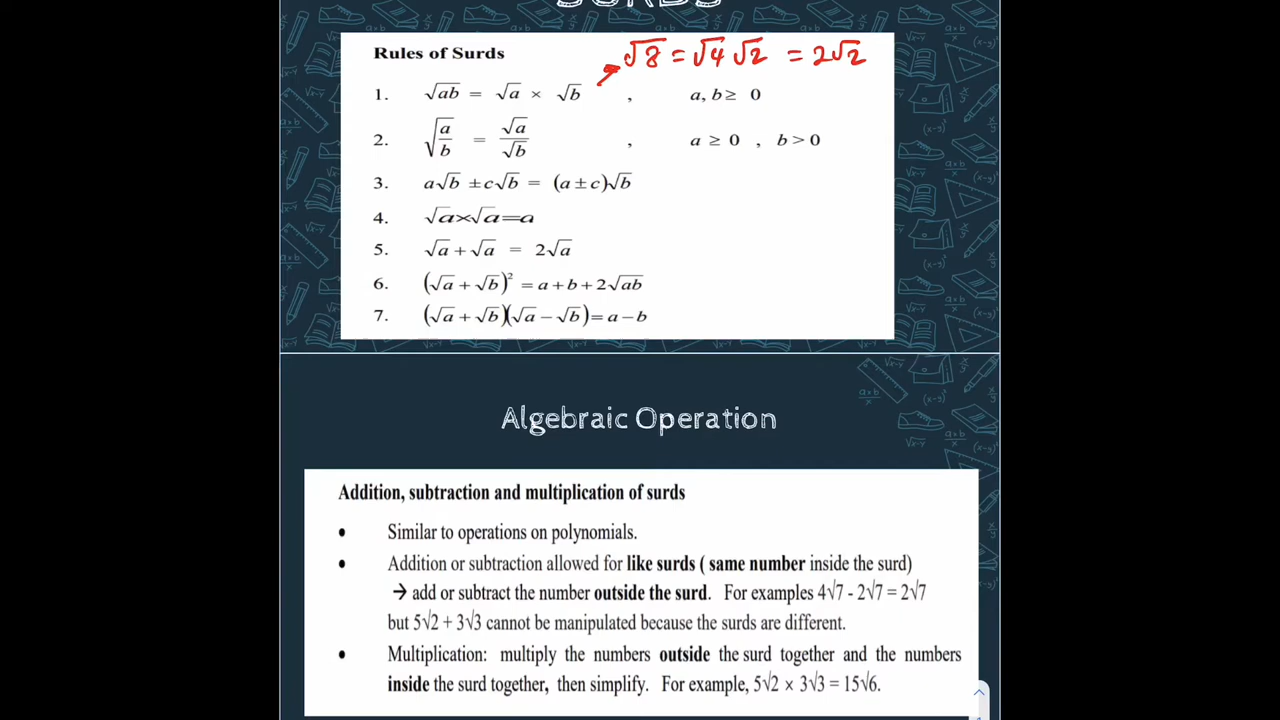 SURDS
Rules of Surds
√8 = √4 √2 = 2√2
1. √ab = √a × √b , a, b ≥ 0
2. √(a/b) = √a/√b , a ≥ 0 , b > 0
3. a√b ± c√b = (a ± c)√b
4. √a×√a=a
5. √a + √a = 2√a
6. (√a + √b)² = a + b + 2√ab
7. (√a + √b)(√a − √b) = a − b
Algebraic Operation
Addition, subtraction and multiplication of surds
• Similar to operations on polynomials.
• Addition or subtraction allowed for like surds ( same number inside the surd)
→ add or subtract the number outside the surd. For examples 4√7 - 2√7 = 2√7
but 5√2 + 3√3 cannot be manipulated because the surds are different.
• Multiplication: multiply the numbers outside the surd together and the numbers
inside the surd together, then simplify. For example, 5√2 × 3√3 = 15√6.